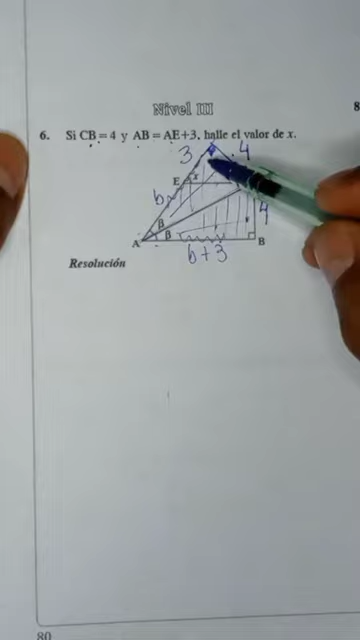 Nivel III
8
6. Si CB = 4 y AB = AE+3, halle el valor de x.
3 4
E x
b
β 4
β
A B
b + 3
Resolución
80